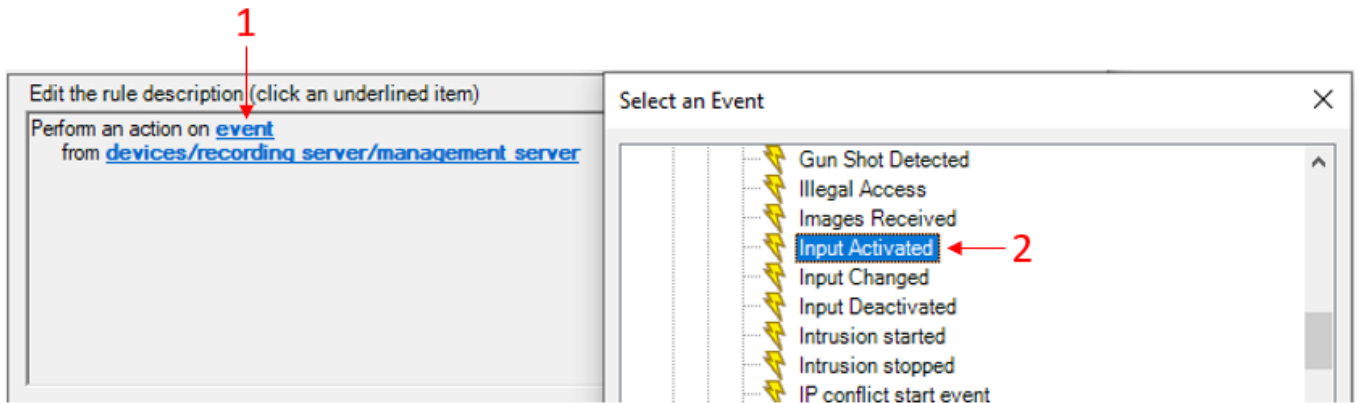 1
Edit the rule description (click an underlined item)
Perform an action on event
from devices/recording server/management server
Select an Event
Gun Shot Detected
Illegal Access
Images Received
Input Activated
2
Input Changed
Input Deactivated
Intrusion started
Intrusion stopped
IP conflict start event